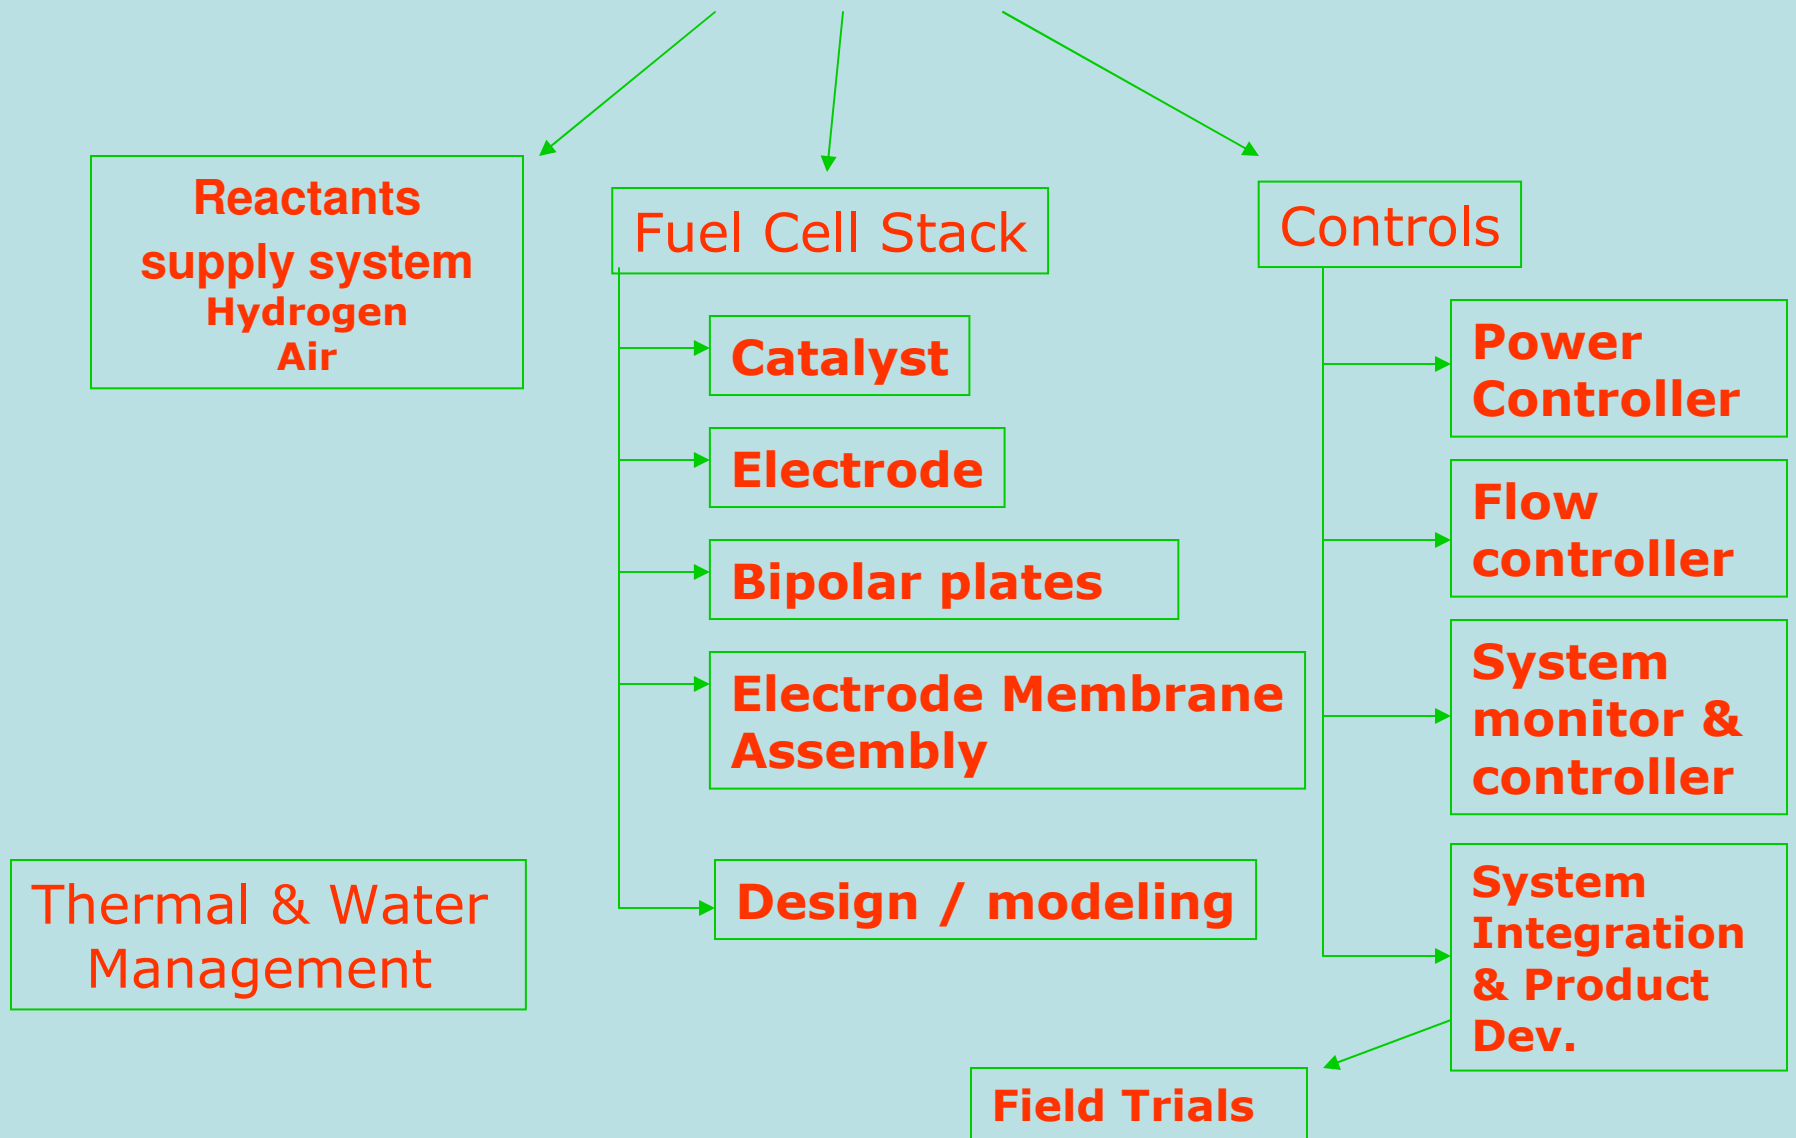 Reactants
supply system
Hydrogen
Air
Fuel Cell Stack
Catalyst
Electrode
Bipolar plates
Electrode Membrane
Assembly
Design / modeling
Controls
Power
Controller
Flow
controller
System
monitor &
controller
System
Integration
& Product
Dev.
Thermal & Water
Management
Field Trials